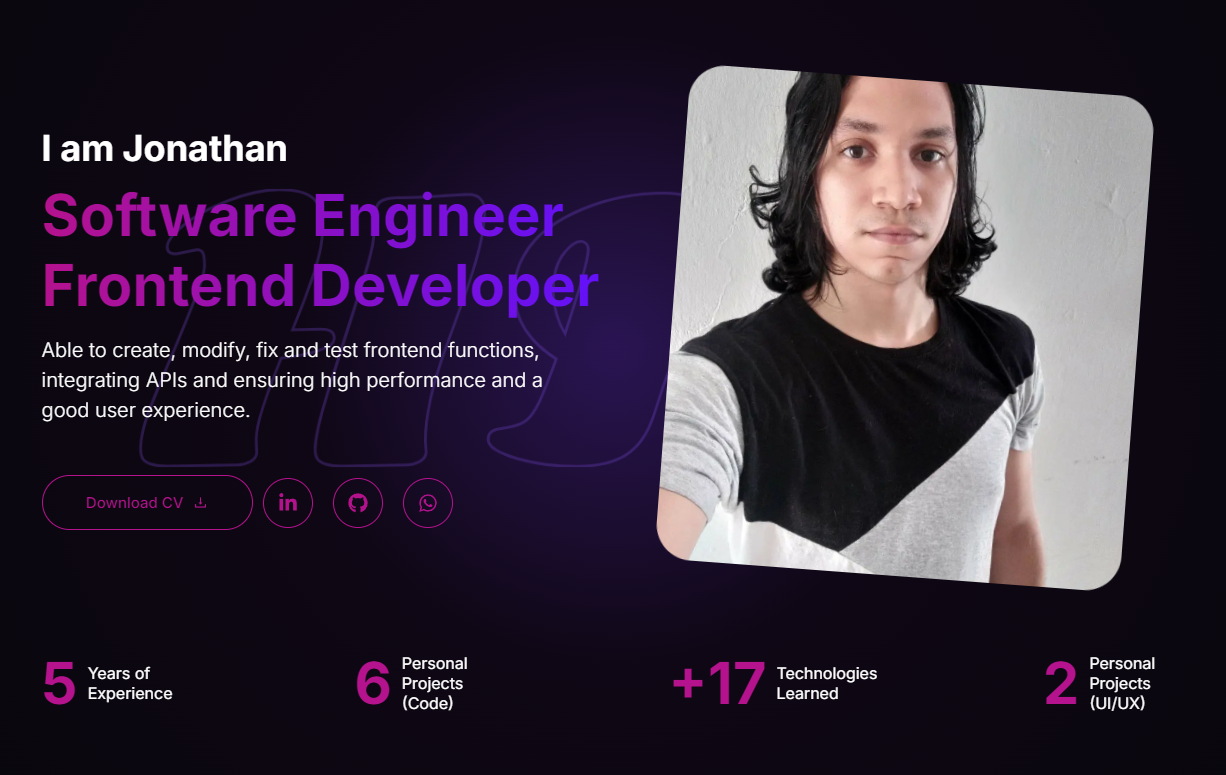 I am Jonathan
Software Engineer
Frontend Developer
Able to create, modify, fix and test frontend functions,
integrating APIs and ensuring high performance and a
good user experience.
Download CV
in
5
Years of
Experience
6
Personal
Projects
(Code)
+17
Technologies
Learned
2
Personal
Projects
(UI/UX)